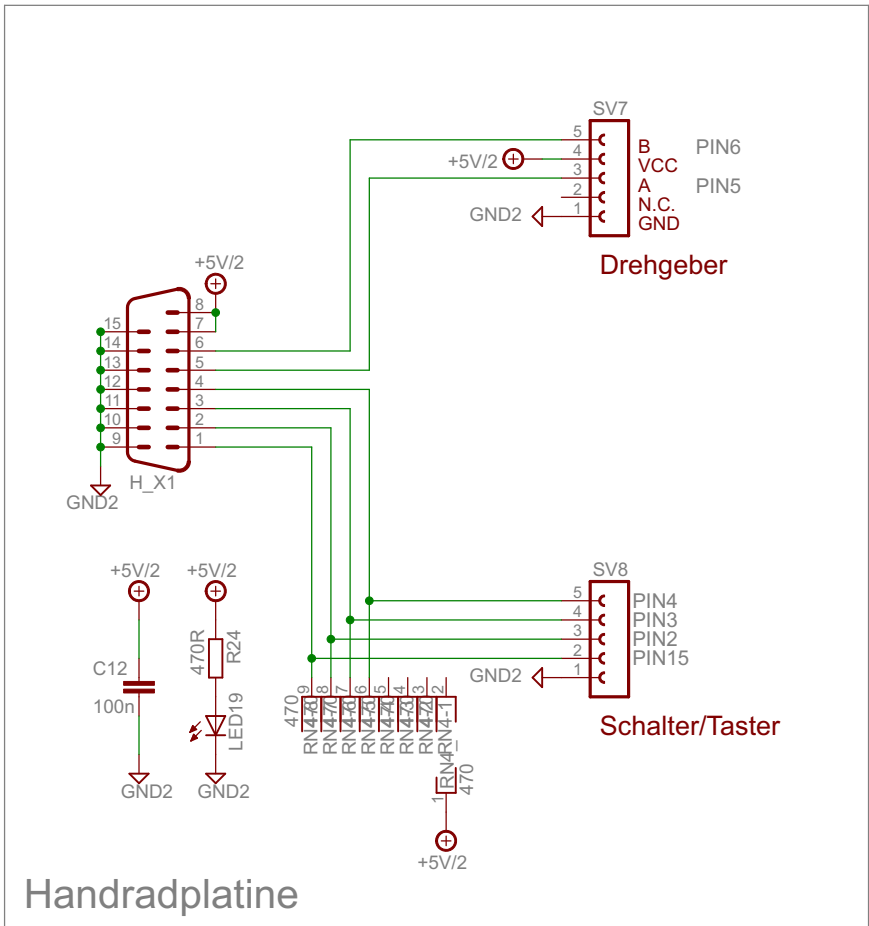 SV7
5 B PIN6
+5V/2 4 VCC
3 A PIN5
2 N.C.
GND2 1 GND
Drehgeber
+5V/2
8
15 7
14 6
13 5
12 4
11 3
10 2
9 1
H_X1
GND2
+5V/2 +5V/2
SV8
5 PIN4
4 PIN3
3 PIN2
2 PIN15
GND2 1
Schalter/Taster
C12
100n
470R
R24
LED19
GND2 GND2
470
9 8 7 6 5 4 3 2
RN4-1
1 RN4
470
+5V/2
Handradplatine